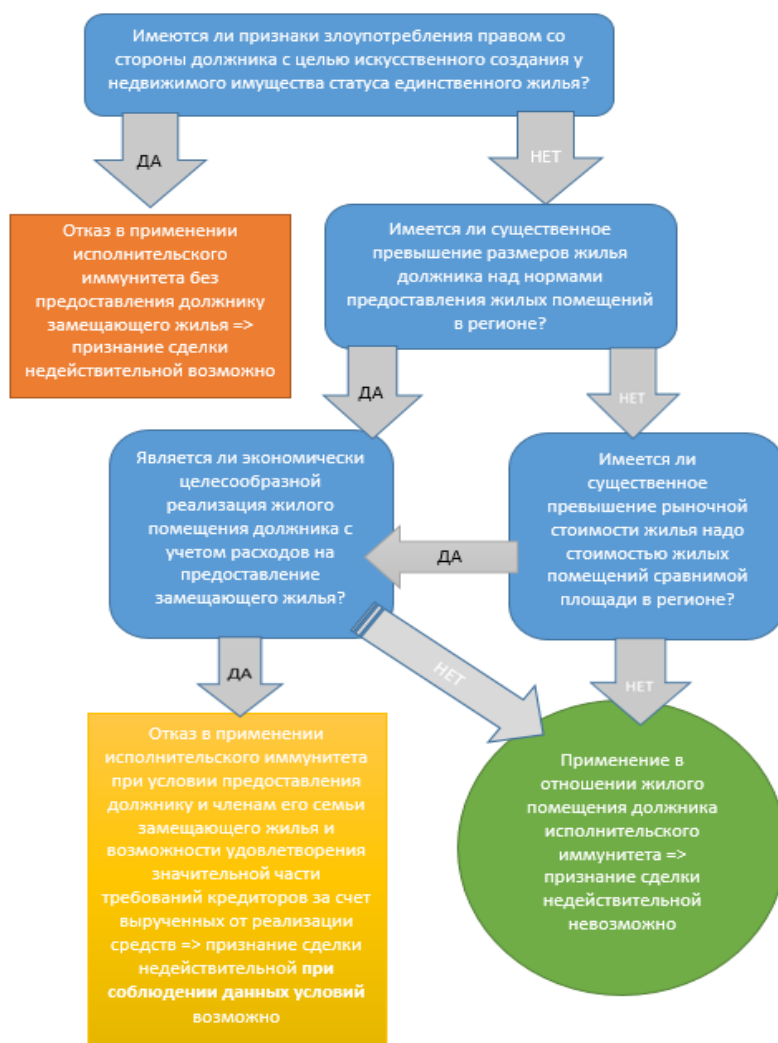 Имеются ли признаки злоупотребления правом со
стороны должника с целью искусственного создания у
недвижимого имущества статуса единственного жилья?
ДА
НЕТ
Отказ в применении
исполнительского
иммунитета без
предоставления должнику
замещающего жилья =>
признание сделки
недействительной возможно
Имеется ли существенное
превышение размеров жилья
должника над нормами
предоставления жилых помещений
в регионе?
ДА
НЕТ
Является ли экономически
целесообразной
реализация жилого
помещения должника с
учетом расходов на
предоставление
замещающего жилья?
ДА
Имеется ли
существенное
превышение рыночной
стоимости жилья надо
стоимостью жилых
помещений сравнимой
площади в регионе?
ДА
НЕТ
НЕТ
Отказ в применении
исполнительского иммунитета
при условии предоставления
должнику и членам его семьи
замещающего жилья и
возможности удовлетворения
значительной части
требований кредиторов за счет
вырученных от реализации
средств => признание сделки
недействительной при
соблюдении данных условий
возможно
Применение в
отношении жилого
помещения должника
исполнительского
иммунитета =>
признание сделки
недействительной
невозможно